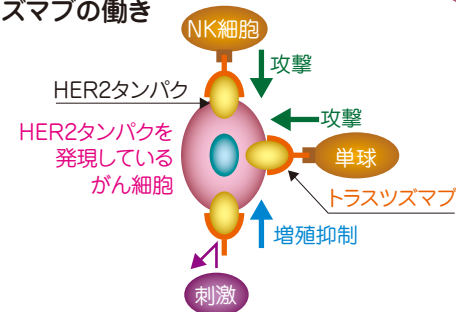 ズマブの働き
NK細胞
攻撃
HER2タンパク
攻撃
HER2タンパクを
発現している
がん細胞
単球
トラスツズマブ
増殖抑制
刺激